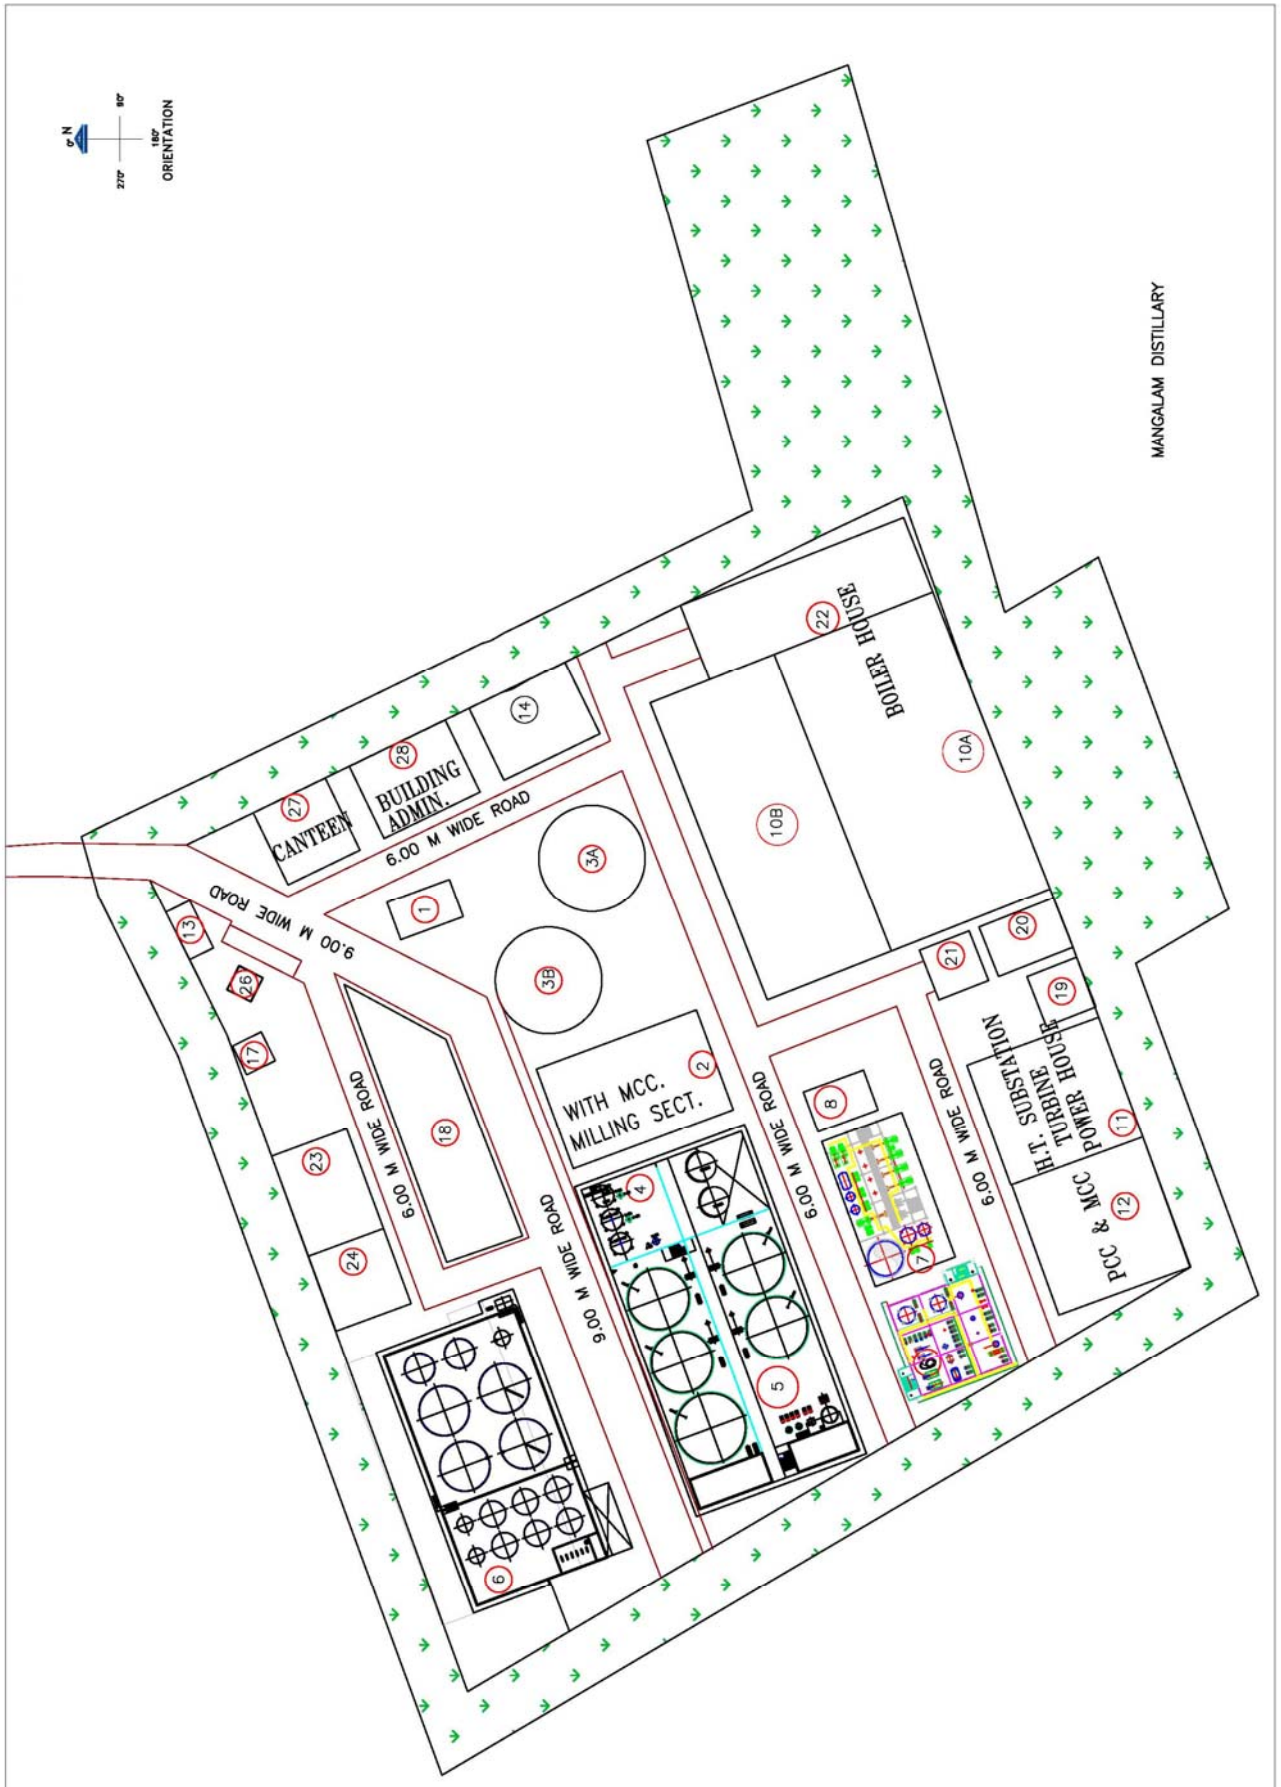 0° N
270°
90°
180°
ORIENTATION
MANGALAM DISTILLARY
27
CANTEEN
28
BUILDING
ADMIN.
14
6.00 M WIDE ROAD
9.00 M WIDE ROAD
13
26
17
1
3A
3B
18
23
24
6.00 M WIDE ROAD
WITH MCC.
MILLING SECT.
2
22
BOILER HOUSE
10A
10B
21
20
19
H.T. SUBSTATION
TURBINE
POWER HOUSE
11
PCC & MCC
12
6.00 M WIDE ROAD
8
7
6.00 M WIDE ROAD
9.00 M WIDE ROAD
4
5
6